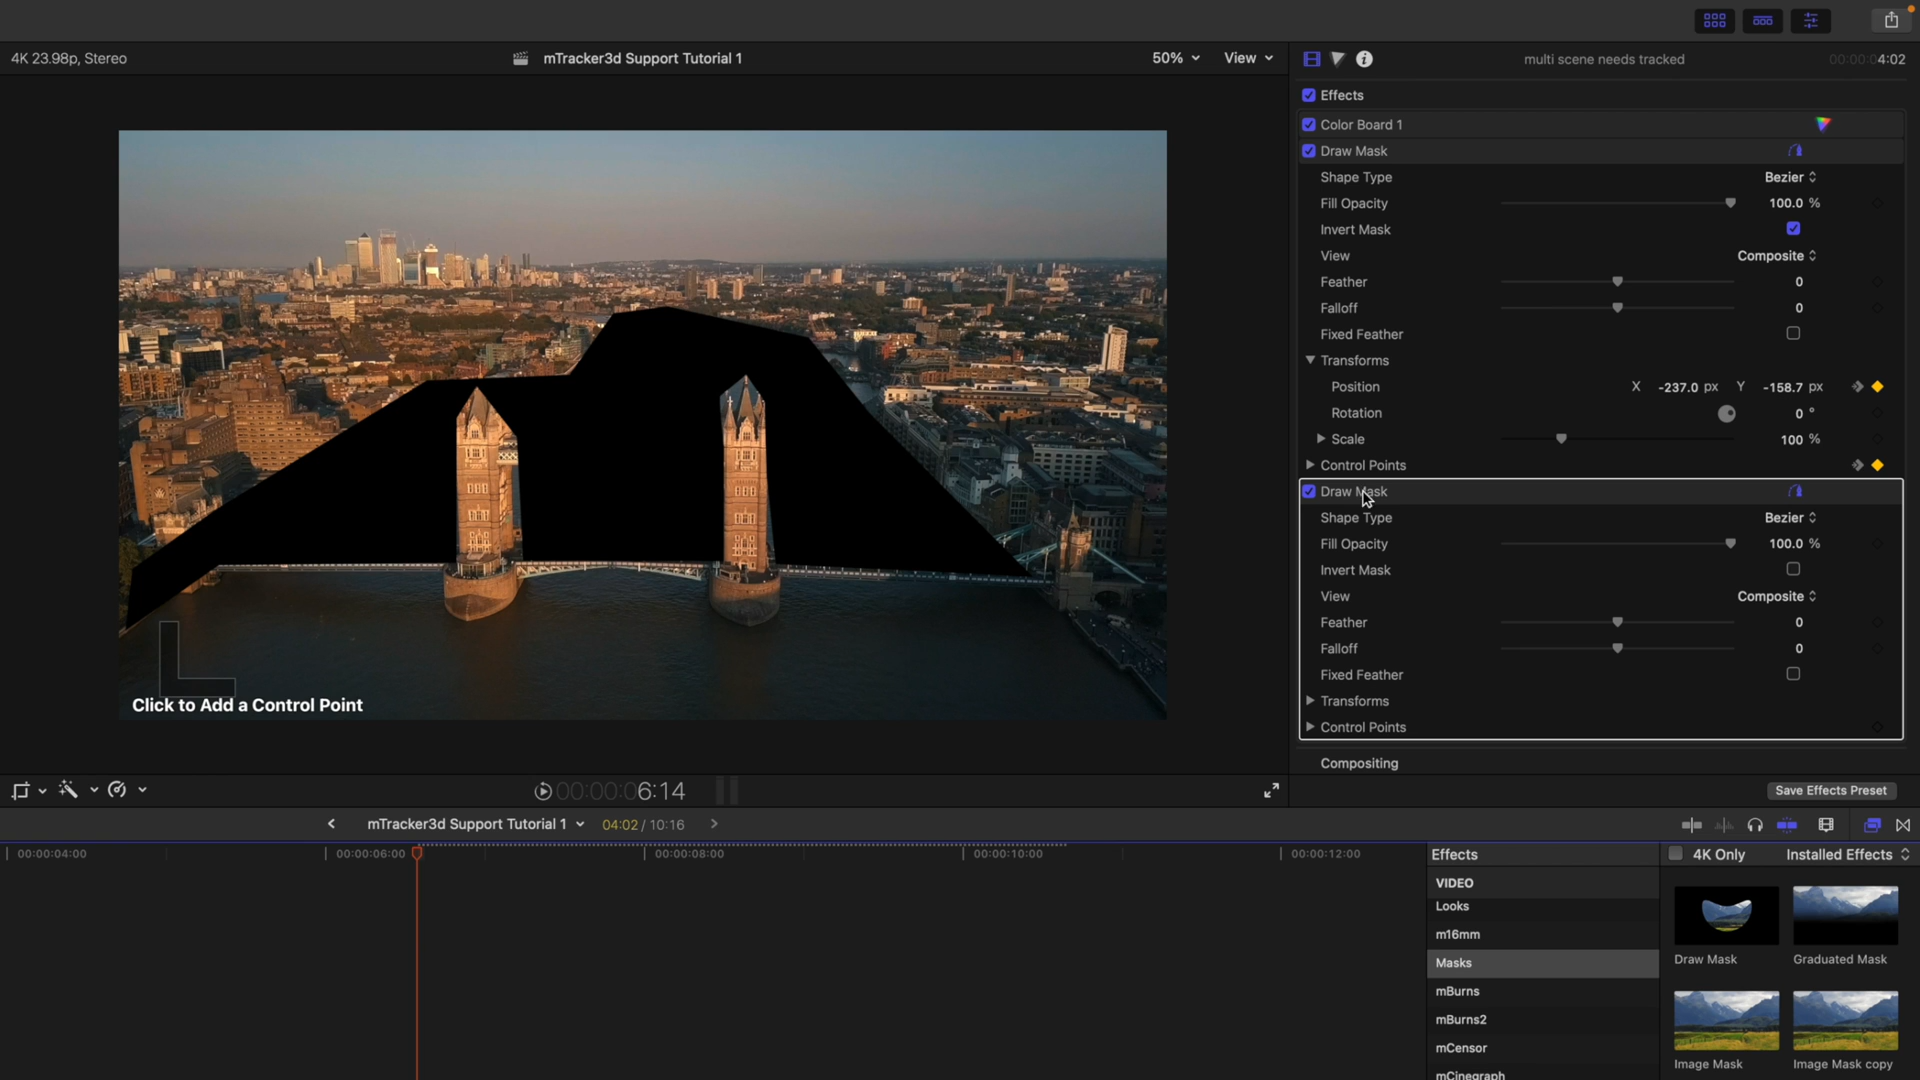 4K 23.98p, Stereo
mTracker3d Support Tutorial 1
50%
View
multi scene needs tracked
00:00:04:02
Effects
Color Board 1
Draw Mask
Shape Type
Bezier
Fill Opacity
100.0 %
Invert Mask
View
Composite
Feather
0
Falloff
0
Fixed Feather
Transforms
Position
X -237.0 px Y -158.7 px
Rotation
0 °
Scale
100 %
Control Points
Draw Mask
Shape Type
Bezier
Fill Opacity
100.0 %
Invert Mask
View
Composite
Feather
0
Falloff
0
Fixed Feather
Transforms
Control Points
Compositing
Click to Add a Control Point
00:00:06:14
Save Effects Preset
mTracker3d Support Tutorial 1
04:02 / 10:16
00:00:04:00
00:00:06:00
00:00:08:00
00:00:10:00
00:00:12:00
Effects
4K Only
Installed Effects
VIDEO
Looks
m16mm
Masks
mBurns
mBurns2
mCensor
mCinegraph
Draw Mask
Graduated Mask
Image Mask
Image Mask copy